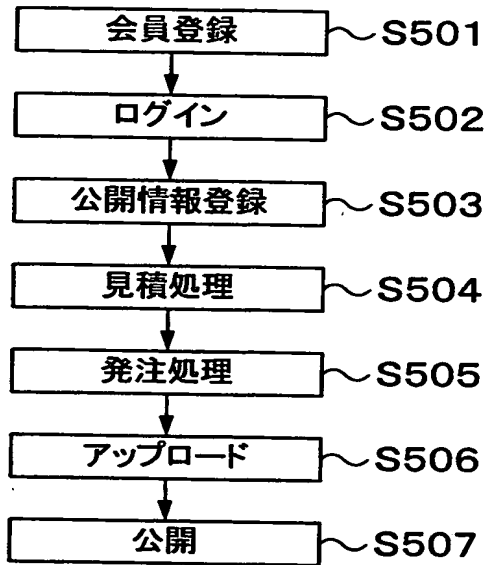 会員登録 S501
ログイン S502
公開情報登録 S503
見積処理 S504
発注処理 S505
アップロード S506
公開 S507